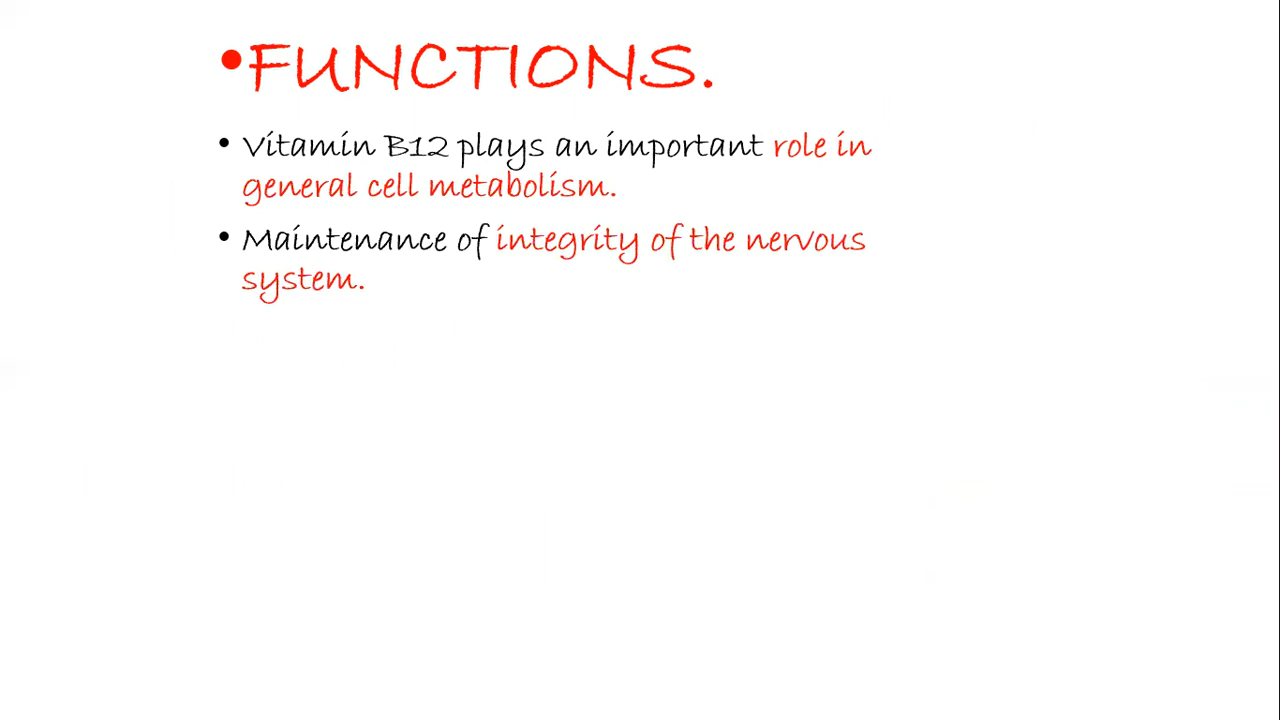 •FUNCTIONS.
• Vitamin B12 plays an important role in
general cell metabolism.
• Maintenance of integrity of the nervous
system.